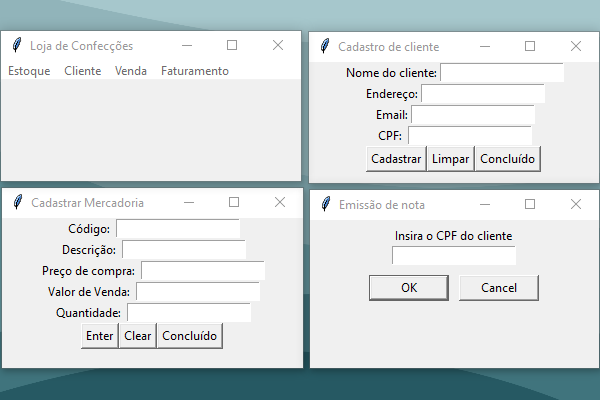 Loja de Confecções
Estoque Cliente Venda Faturamento
Cadastro de cliente
Nome do cliente:
Endereço:
Email:
CPF:
Cadastrar Limpar Concluído
Cadastrar Mercadoria
Código:
Descrição:
Preço de compra:
Valor de Venda:
Quantidade:
Enter Clear Concluído
Emissão de nota
Insira o CPF do cliente
OK Cancel